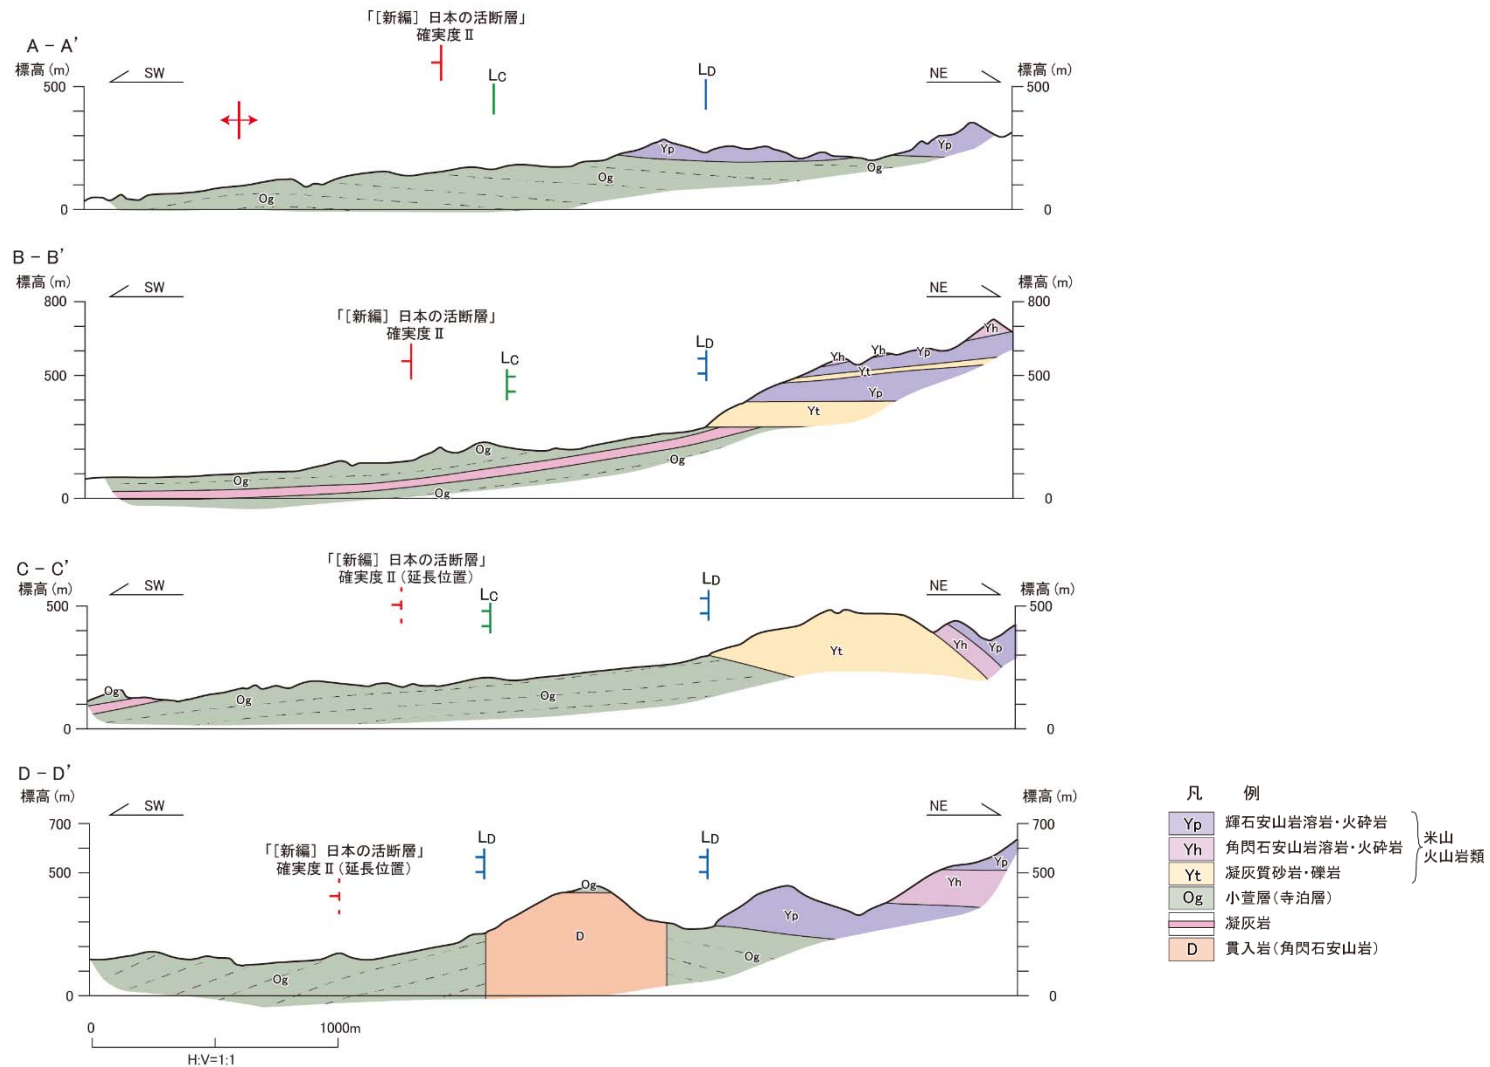 A－A’
標高(m)
SW
「［新編］日本の活断層」
確実度Ⅱ
LC
LD
NE
標高(m)
500
0
500
0
Og
Og
Yp
Og
Yp
B－B’
標高(m)
SW
「［新編］日本の活断層」
確実度Ⅱ
LC
LD
NE
標高(m)
800
500
0
800
500
0
Og
Og
Og
Og
Yt
Yp
Yt
Yh
Yh
Yp
Yh
C－C’
標高(m)
SW
「［新編］日本の活断層」
確実度Ⅱ(延長位置)
LC
LD
NE
標高(m)
500
0
500
0
Og
Og
Og
Yt
Yh
Yp
D－D’
標高(m)
SW
「［新編］日本の活断層」
確実度Ⅱ(延長位置)
LD
LD
NE
標高(m)
700
500
0
700
500
0
Og
Og
D
Yp
Og
Yh
Yp
0 1000m
H:V=1:1
凡　例
Yp 輝石安山岩溶岩・火砕岩
Yh 角閃石安山岩溶岩・火砕岩
Yt 凝灰質砂岩・礫岩
米山
火山岩類
Og 小萱層(寺泊層)
凝灰岩
D 貫入岩(角閃石安山岩)